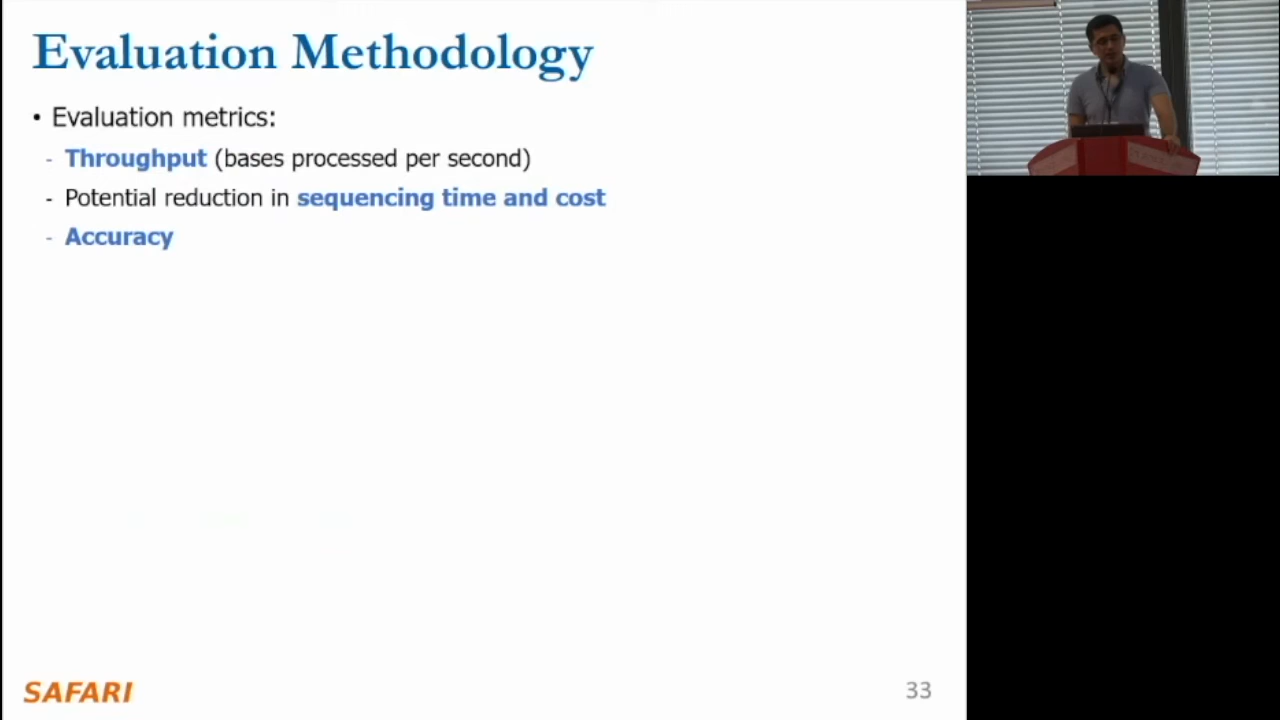 Evaluation Methodology
• Evaluation metrics:
- Throughput (bases processed per second)
- Potential reduction in sequencing time and cost
- Accuracy
SAFARI
33